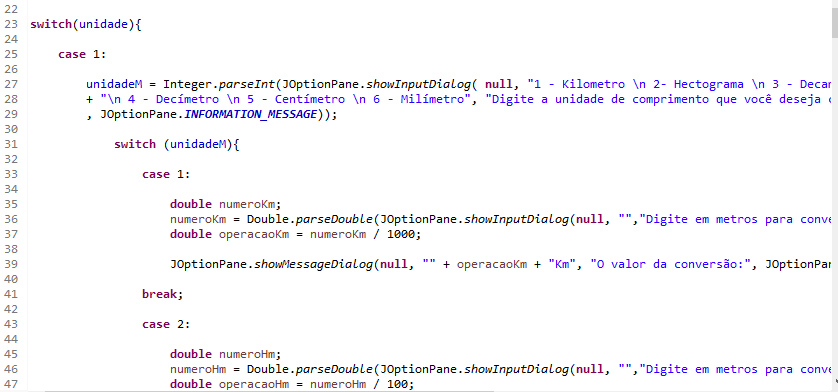 22
23 switch(unidade){
24
25 case 1:
26
27 unidadeM = Integer.parseInt(JOptionPane.showInputDialog( null, "1 - Kilometro \n 2- Hectograma \n 3 - Decam
28 + "\n 4 - Decímetro \n 5 - Centímetro \n 6 - Milímetro", "Digite a unidade de comprimento que você deseja
29 , JOptionPane.INFORMATION_MESSAGE));
30
31 switch (unidadeM){
32
33 case 1:
34
35 double numeroKm;
36 numeroKm = Double.parseDouble(JOptionPane.showInputDialog(null, "","Digite em metros para conve
37 double operacaoKm = numeroKm / 1000;
38
39 JOptionPane.showMessageDialog(null, "" + operacaoKm + "Km", "O valor da conversão:", JOptionPan
40
41 break;
42
43 case 2:
44
45 double numeroHm;
46 numeroHm = Double.parseDouble(JOptionPane.showInputDialog(null, "","Digite em metros para conve
47 double operacaoHm = numeroHm / 100;